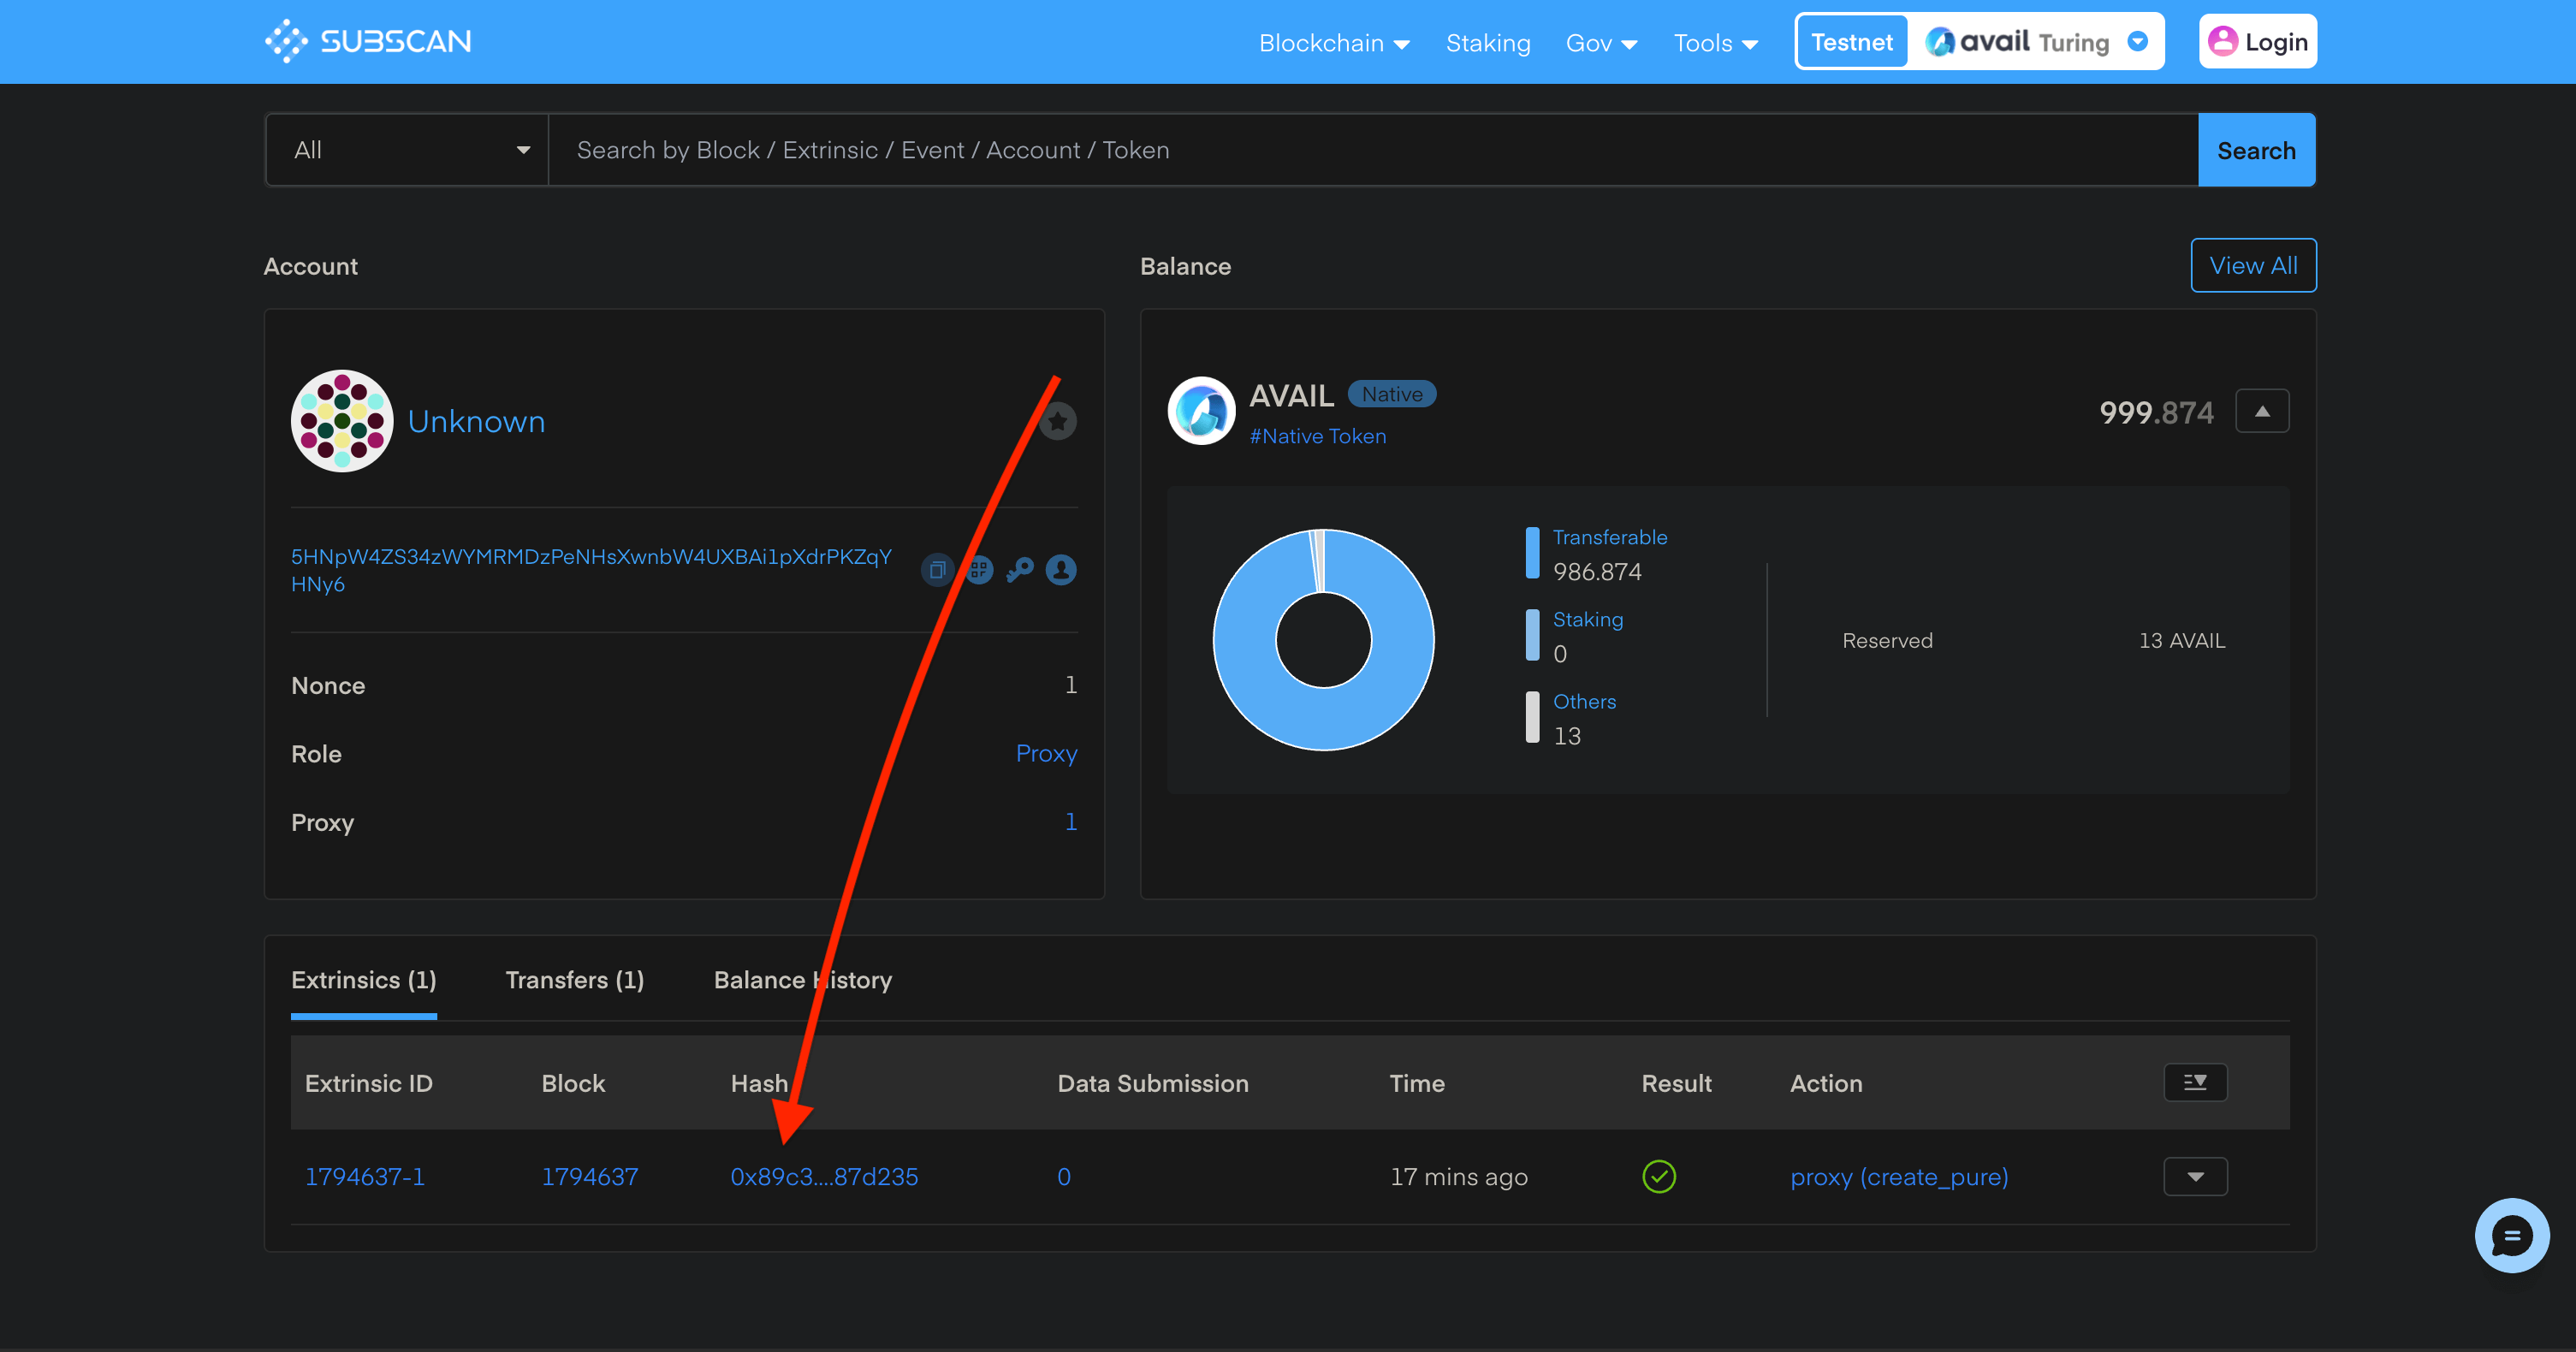 SUBSCAN
Blockchain Staking Gov Tools Testnet avail Turing Login
All Search by Block / Extrinsic / Event / Account / Token Search
Account
Unknown
5HNpW4ZS34zWYMRMDzPeNHsXwnbW4UXBAi1pXdrPKZqY
HNy6
Nonce 1
Role Proxy
Proxy 1
Balance View All
AVAIL Native
#Native Token
999.874
Transferable
986.874
Staking
0
Others
13
Reserved 13 AVAIL
Extrinsics (1) Transfers (1) Balance History
Extrinsic ID Block Hash Data Submission Time Result Action
1794637-1 1794637 0x89c3....87d235 0 17 mins ago proxy (create_pure)